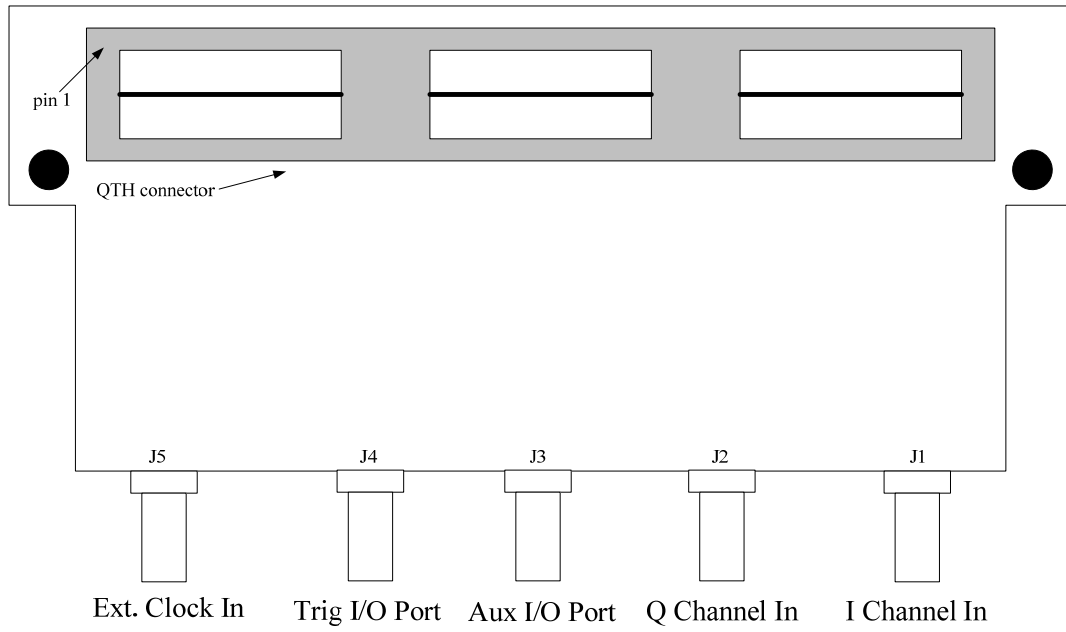 pin 1
QTH connector
J5 J4 J3 J2 J1
Ext. Clock In Trig I/O Port Aux I/O Port Q Channel In I Channel In